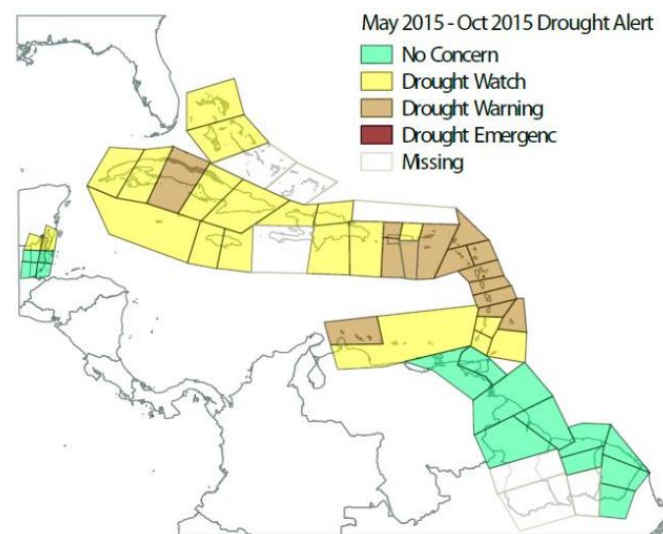 May 2015 - Oct 2015 Drought Alert
No Concern
Drought Watch
Drought Warning
Drought Emergenc
Missing